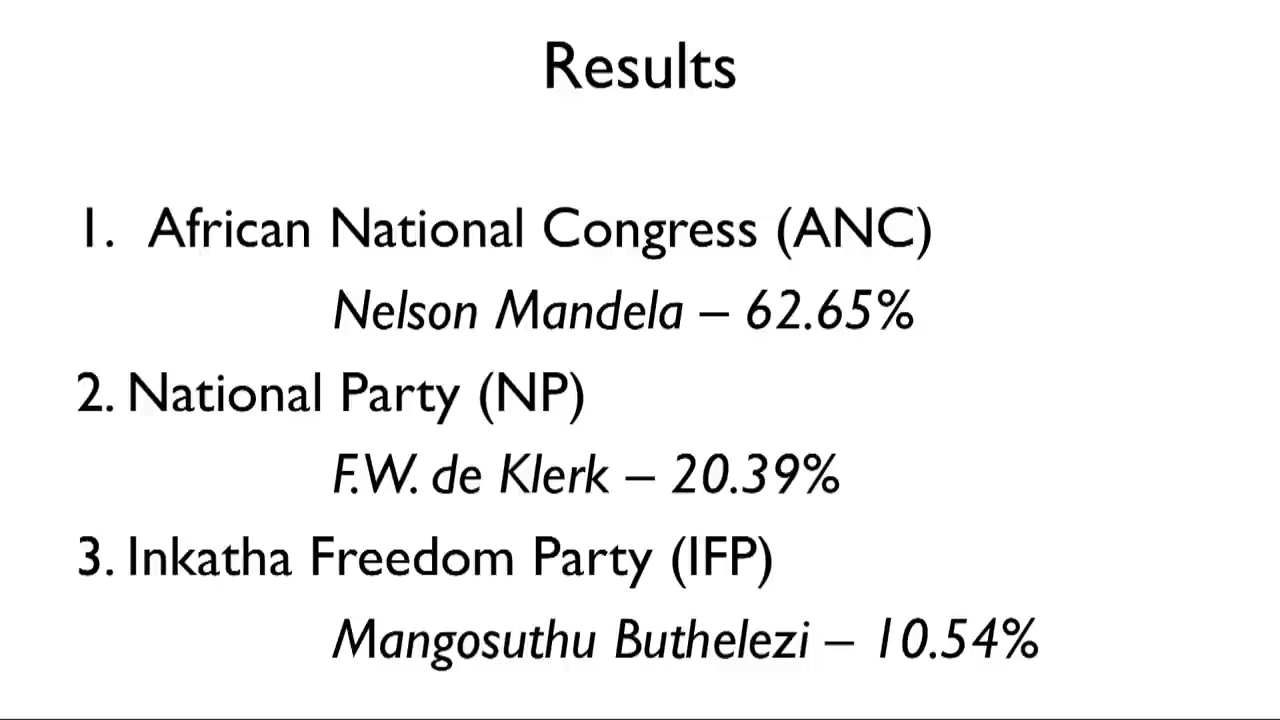 Results
1. African National Congress (ANC)
Nelson Mandela – 62.65%
2. National Party (NP)
F.W. de Klerk – 20.39%
3. Inkatha Freedom Party (IFP)
Mangosuthu Buthelezi – 10.54%